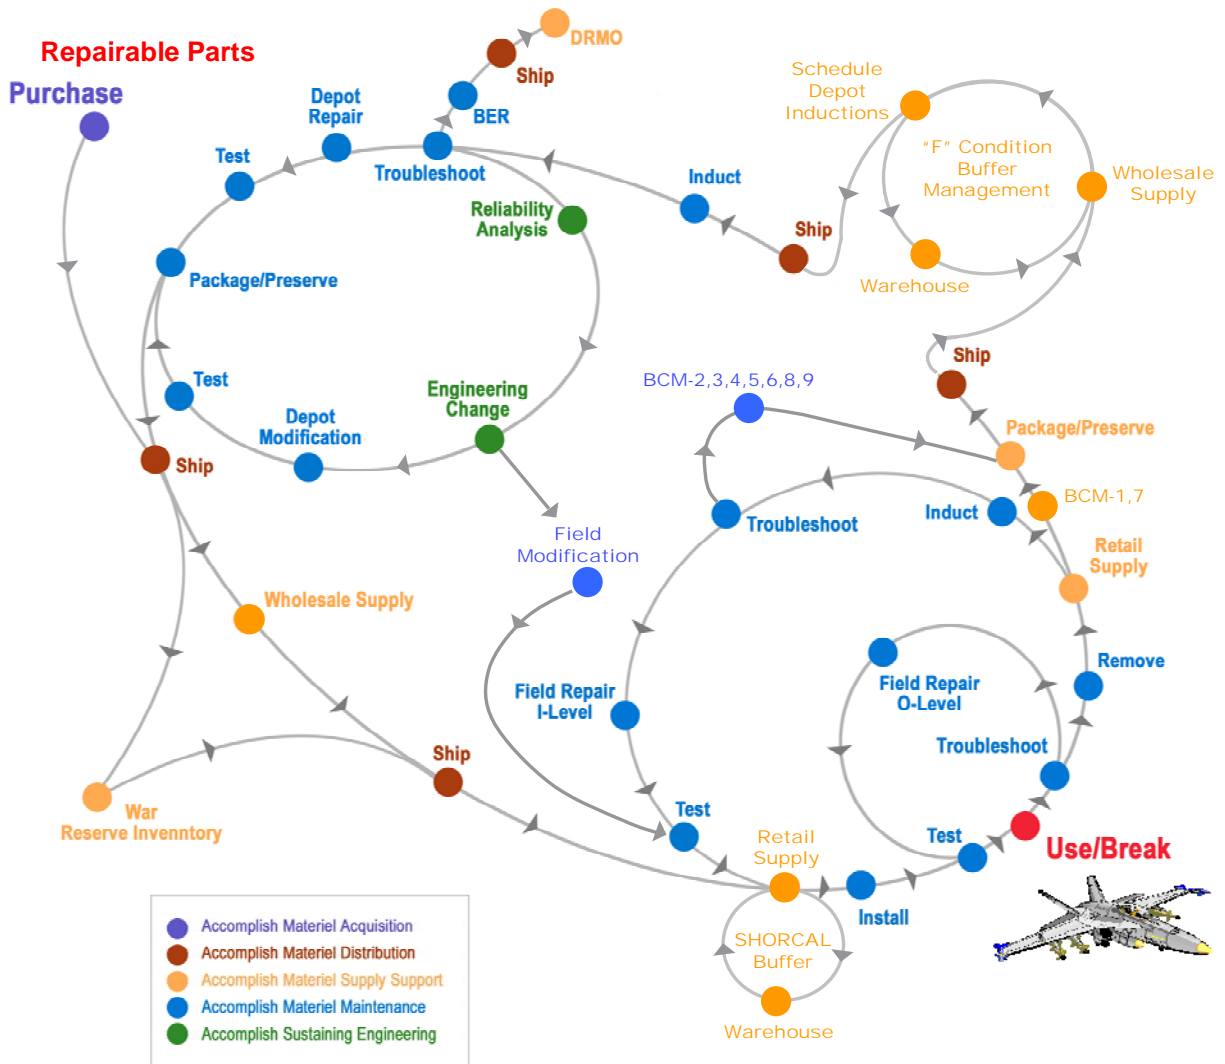 Repairable Parts
Purchase
DRMO
Ship
BER
Depot
Repair
Troubleshoot
Test
Reliability
Analysis
Package/Preserve
Test
Depot
Modification
Engineering
Change
Ship
Induct
Ship
Schedule
Depot
Inductions
"F" Condition
Buffer
Management
Wholesale
Supply
Warehouse
Ship
BCM-2,3,4,5,6,8,9
Package/Preserve
BCM-1,7
Induct
Troubleshoot
Retail
Supply
Field
Modification
Wholesale Supply
Remove
Field Repair
O-Level
Field Repair
I-Level
Troubleshoot
Ship
War
Reserve Invenntory
Test
Retail
Supply
Test
Use/Break
Install
SHORCAL
Buffer
Warehouse
Accomplish Materiel Acquisition
Accomplish Materiel Distribution
Accomplish Materiel Supply Support
Accomplish Materiel Maintenance
Accomplish Sustaining Engineering